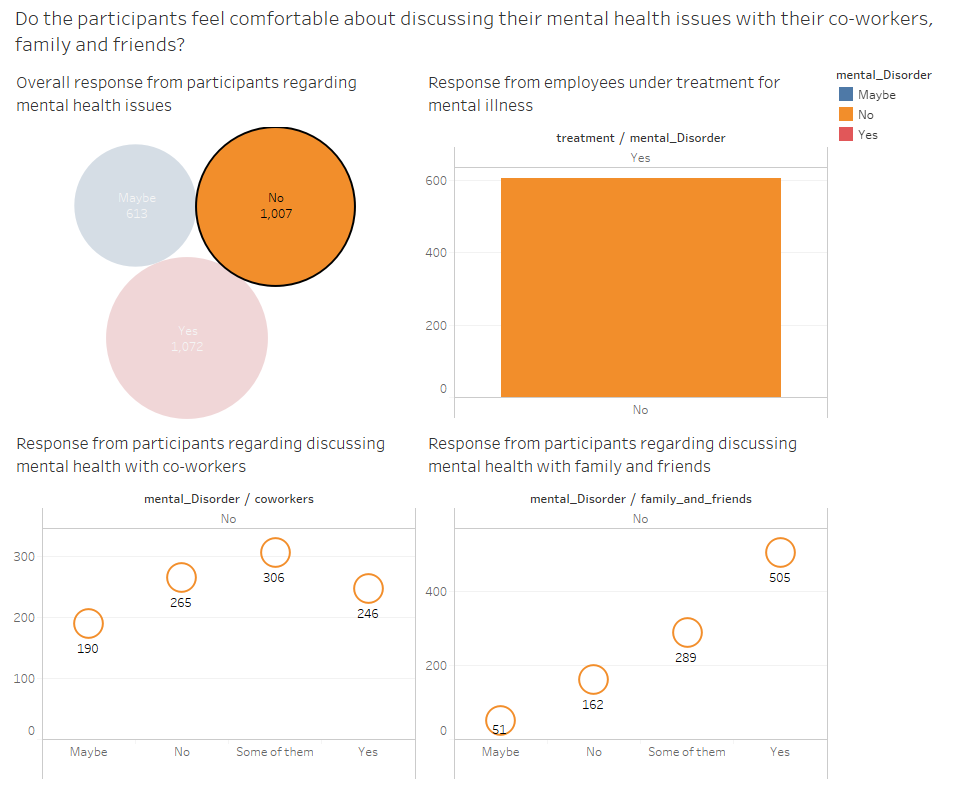 Do the participants feel comfortable about discussing their mental health issues with their co-workers,
family and friends?
Overall response from participants regarding
mental health issues
Maybe
613
No
1,007
Yes
1,072
Response from employees under treatment for
mental illness
treatment / mental_Disorder
Yes
600
400
200
0
No
mental_Disorder
Maybe
No
Yes
Response from participants regarding discussing
mental health with co-workers
mental_Disorder / coworkers
No
300
200
100
0
190
265
306
246
Maybe
No
Some of them
Yes
Response from participants regarding discussing
mental health with family and friends
mental_Disorder / family_and_friends
No
400
200
0
51
162
289
505
Maybe
No
Some of them
Yes